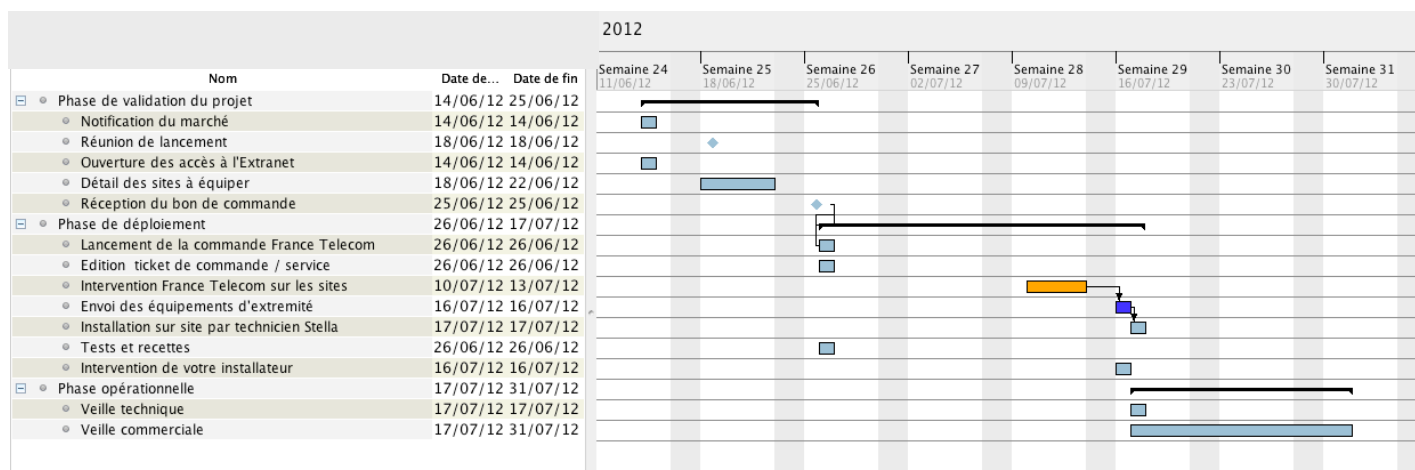 2012
Semaine 24 Semaine 25 Semaine 26 Semaine 27 Semaine 28 Semaine 29 Semaine 30 Semaine 31
Nom Date de... Date de fin 11/06/12 18/06/12 25/06/12 02/07/12 09/07/12 16/07/12 23/07/12 30/07/12
Phase de validation du projet 14/06/12 25/06/12
Notification du marché 14/06/12 14/06/12
Réunion de lancement 18/06/12 18/06/12
Ouverture des accès à l'Extranet 14/06/12 14/06/12
Détail des sites à équiper 18/06/12 22/06/12
Réception du bon de commande 25/06/12 25/06/12
Phase de déploiement 26/06/12 17/07/12
Lancement de la commande France Telecom 26/06/12 26/06/12
Edition ticket de commande / service 26/06/12 26/06/12
Intervention France Telecom sur les sites 10/07/12 13/07/12
Envoi des équipements d'extremité 16/07/12 16/07/12
Installation sur site par technicien Stella 17/07/12 17/07/12
Tests et recettes 26/06/12 26/06/12
Intervention de votre installateur 16/07/12 16/07/12
Phase opérationnelle 17/07/12 31/07/12
Veille technique 17/07/12 17/07/12
Veille commerciale 17/07/12 31/07/12